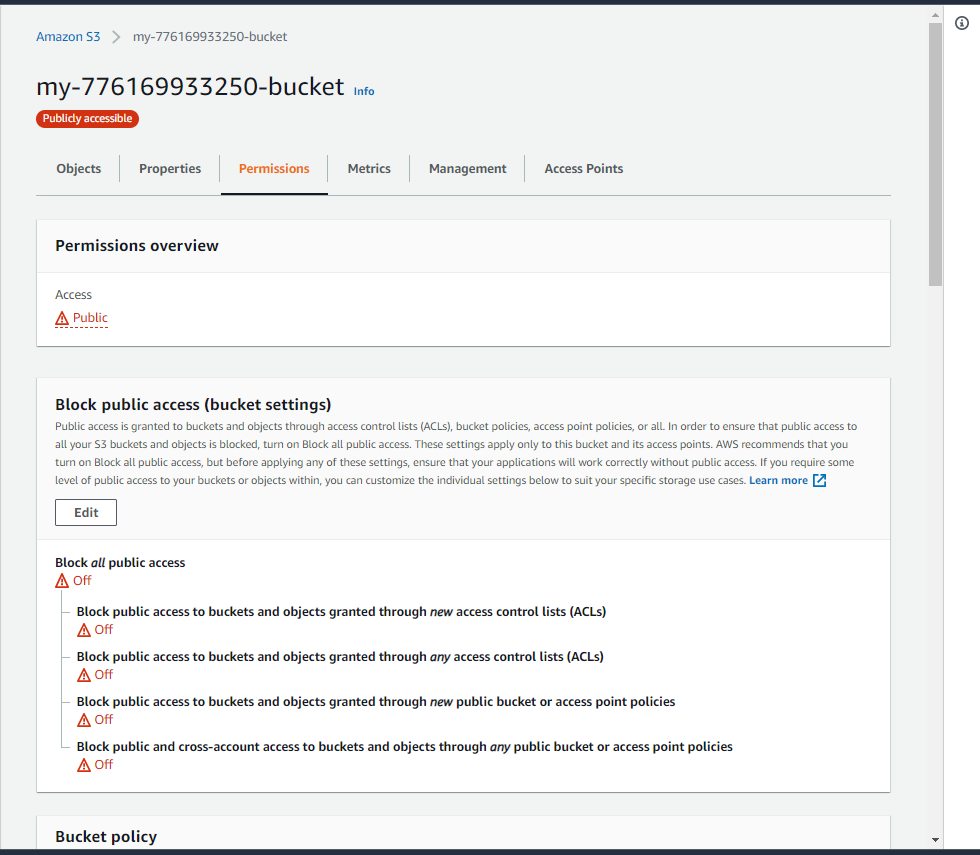 Amazon S3 > my-776169933250-bucket
my-776169933250-bucket Info
Publicly accessible
Objects Properties Permissions Metrics Management Access Points
Permissions overview
Access
Public
Block public access (bucket settings)
Public access is granted to buckets and objects through access control lists (ACLs), bucket policies, access point policies, or all. In order to ensure that public access to
all your S3 buckets and objects is blocked, turn on Block all public access. These settings apply only to this bucket and its access points. AWS recommends that you
turn on Block all public access, but before applying any of these settings, ensure that your applications will work correctly without public access. If you require some
level of public access to your buckets or objects within, you can customize the individual settings below to suit your specific storage use cases. Learn more
Edit
Block all public access
Off
Block public access to buckets and objects granted through new access control lists (ACLs)
Off
Block public access to buckets and objects granted through any access control lists (ACLs)
Off
Block public access to buckets and objects granted through new public bucket or access point policies
Off
Block public and cross-account access to buckets and objects through any public bucket or access point policies
Off
Bucket policy